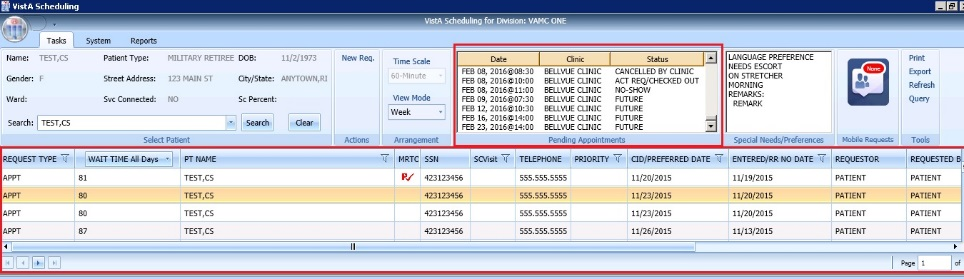 VistA Scheduling
VistA Scheduling for Division: VAMC ONE
Tasks System Reports
Name: TEST,CS Patient Type: MILITARY RETIREE DOB: 11/2/1973
Gender: F Street Address: 123 MAIN ST City/State: ANYTOWN,RI
Ward: Svc Connected: NO Sc Percent:
Search: TEST,CS Search Clear
Select Patient
New Req.
Actions
Time Scale
60-Minute
View Mode
Week
Arrangement
Date Clinic Status
FEB 08, 2016@08:30 BELLVUE CLINIC CANCELLED BY CLINIC
FEB 08, 2016@10:00 BELLVUE CLINIC ACT REQ/CHECKED OUT
FEB 08, 2016@11:00 BELLVUE CLINIC NO-SHOW
FEB 09, 2016@07:30 BELLVUE CLINIC FUTURE
FEB 12, 2016@10:30 BELLVUE CLINIC FUTURE
FEB 16, 2016@14:00 BELLVUE CLINIC FUTURE
FEB 23, 2016@14:00 BELLVUE CLINIC FUTURE
Pending Appointments
LANGUAGE PREFERENCE
NEEDS ESCORT
ON STRETCHER
MORNING
REMARKS:
REMARK
Special Needs/Preferences
None
Mobile Requests
Print
Export
Refresh
Query
Tools
REQUEST TYPE WAIT TIME All Days PT NAME MRTC SSN SCVisit TELEPHONE PRIORITY CID/PREFERRED DATE ENTERED/RR NO DATE REQUESTOR REQUESTED B
APPT 81 TEST,CS 423123456 555.555.5555 11/20/2015 11/19/2015 PATIENT PATIENT
APPT 80 TEST,CS 423123456 555.555.5555 11/23/2015 11/20/2015 PATIENT PATIENT
APPT 80 TEST,CS 423123456 555.555.5555 11/23/2015 11/20/2015 PATIENT PATIENT
APPT 87 TEST,CS 423123456 555.555.5555 11/26/2015 11/13/2015 PATIENT PATIENT
Page 1 of